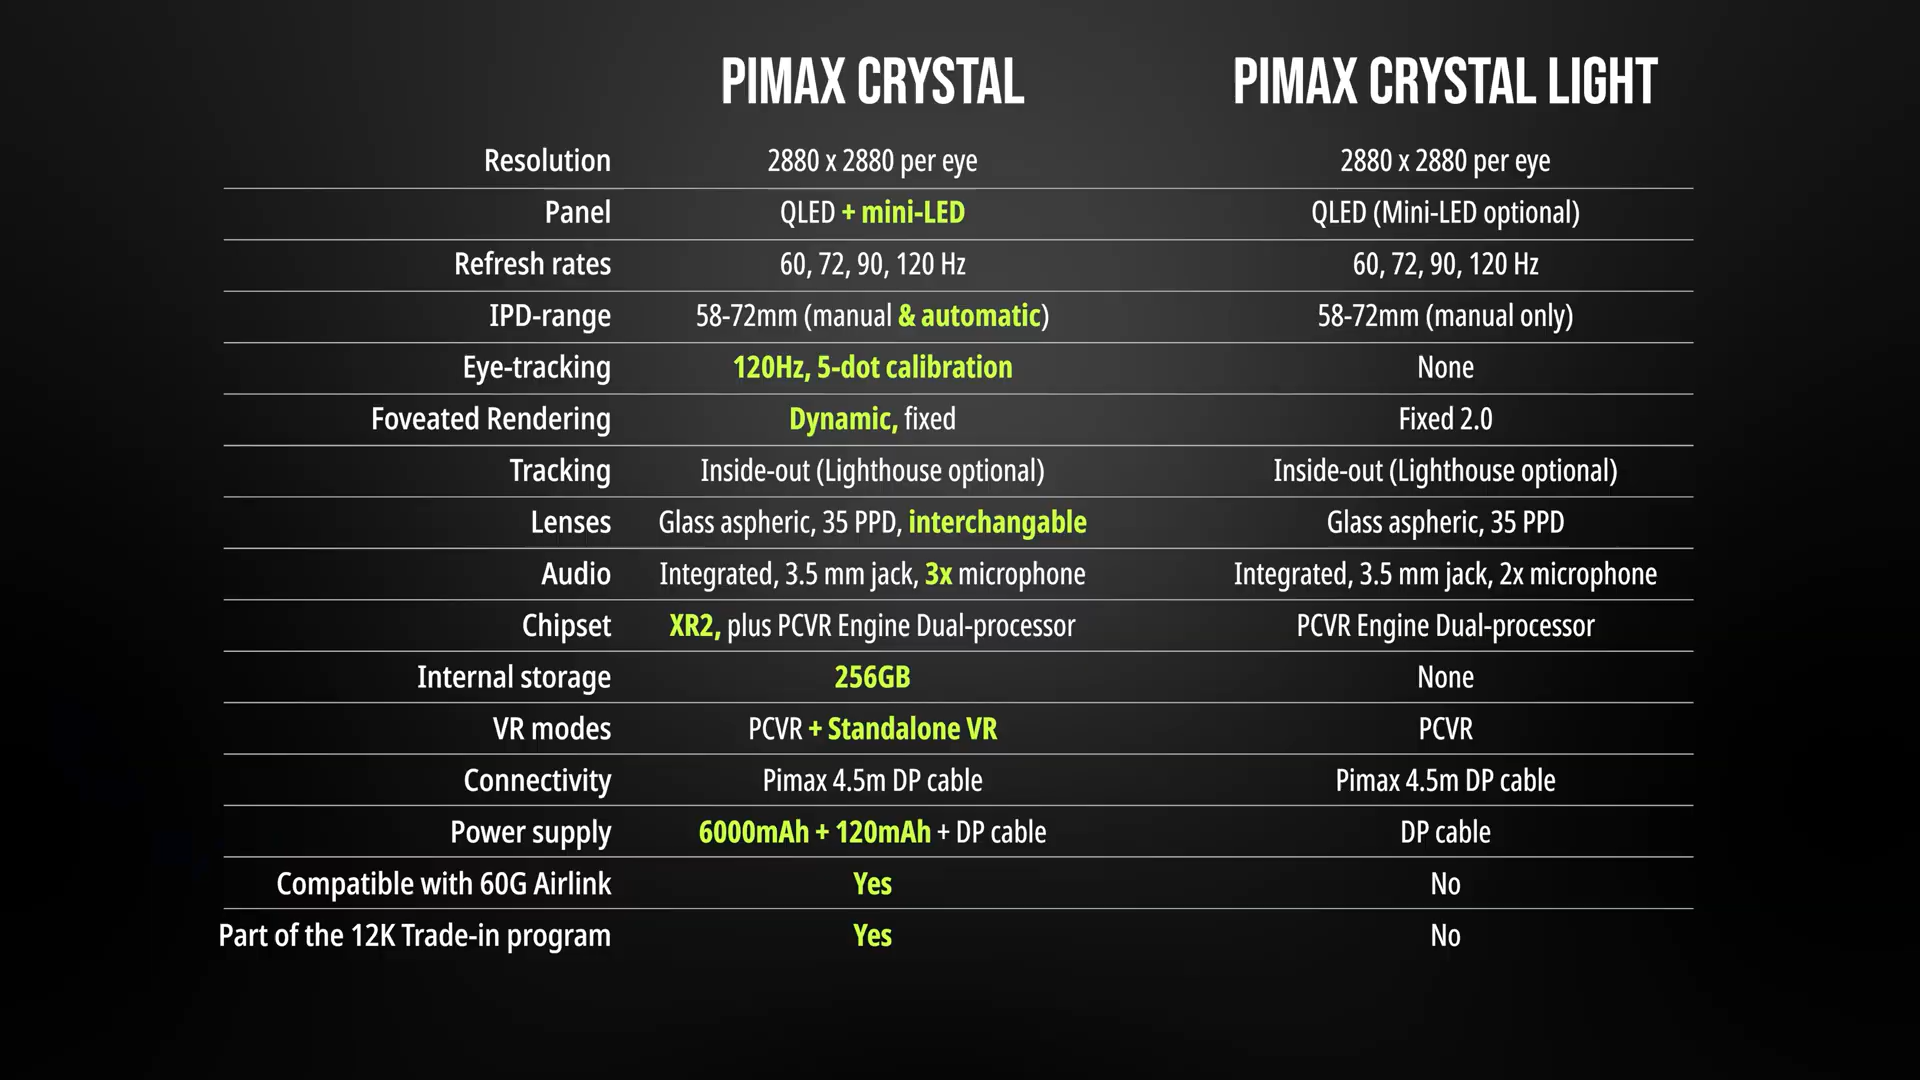 PIMAX CRYSTAL PIMAX CRYSTAL LIGHT
Resolution 2880 x 2880 per eye 2880 x 2880 per eye
Panel QLED + mini-LED QLED (Mini-LED optional)
Refresh rates 60, 72, 90, 120 Hz 60, 72, 90, 120 Hz
IPD-range 58-72mm (manual & automatic) 58-72mm (manual only)
Eye-tracking 120Hz, 5-dot calibration None
Foveated Rendering Dynamic, fixed Fixed 2.0
Tracking Inside-out (Lighthouse optional) Inside-out (Lighthouse optional)
Lenses Glass aspheric, 35 PPD, interchangable Glass aspheric, 35 PPD
Audio Integrated, 3.5 mm jack, 3x microphone Integrated, 3.5 mm jack, 2x microphone
Chipset XR2, plus PCVR Engine Dual-processor PCVR Engine Dual-processor
Internal storage 256GB None
VR modes PCVR + Standalone VR PCVR
Connectivity Pimax 4.5m DP cable Pimax 4.5m DP cable
Power supply 6000mAh + 120mAh + DP cable DP cable
Compatible with 60G Airlink Yes No
Part of the 12K Trade-in program Yes No